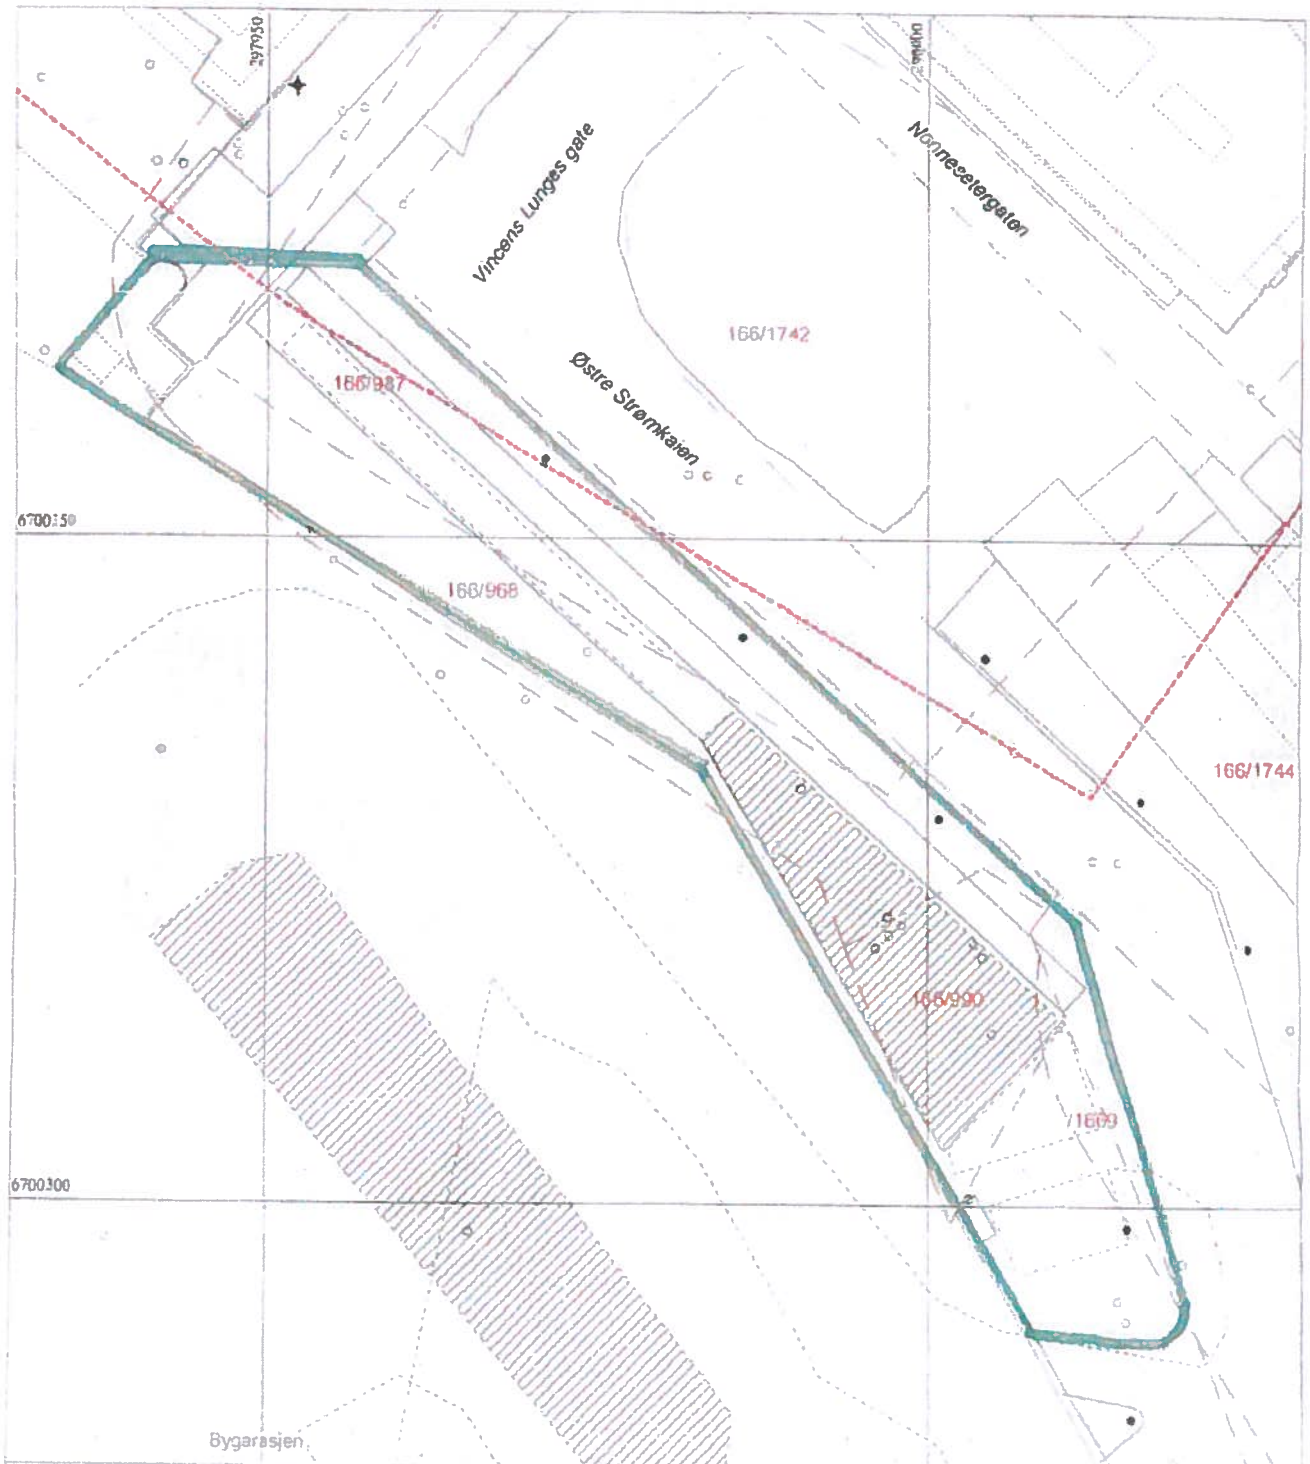 297950
Vincens Lunges gate
Nonnesetergaten
166/1742
Østre Strømkaien
166/987
6700350
166/968
166/1744
166/990
/1609
6700300
Bygarasjen